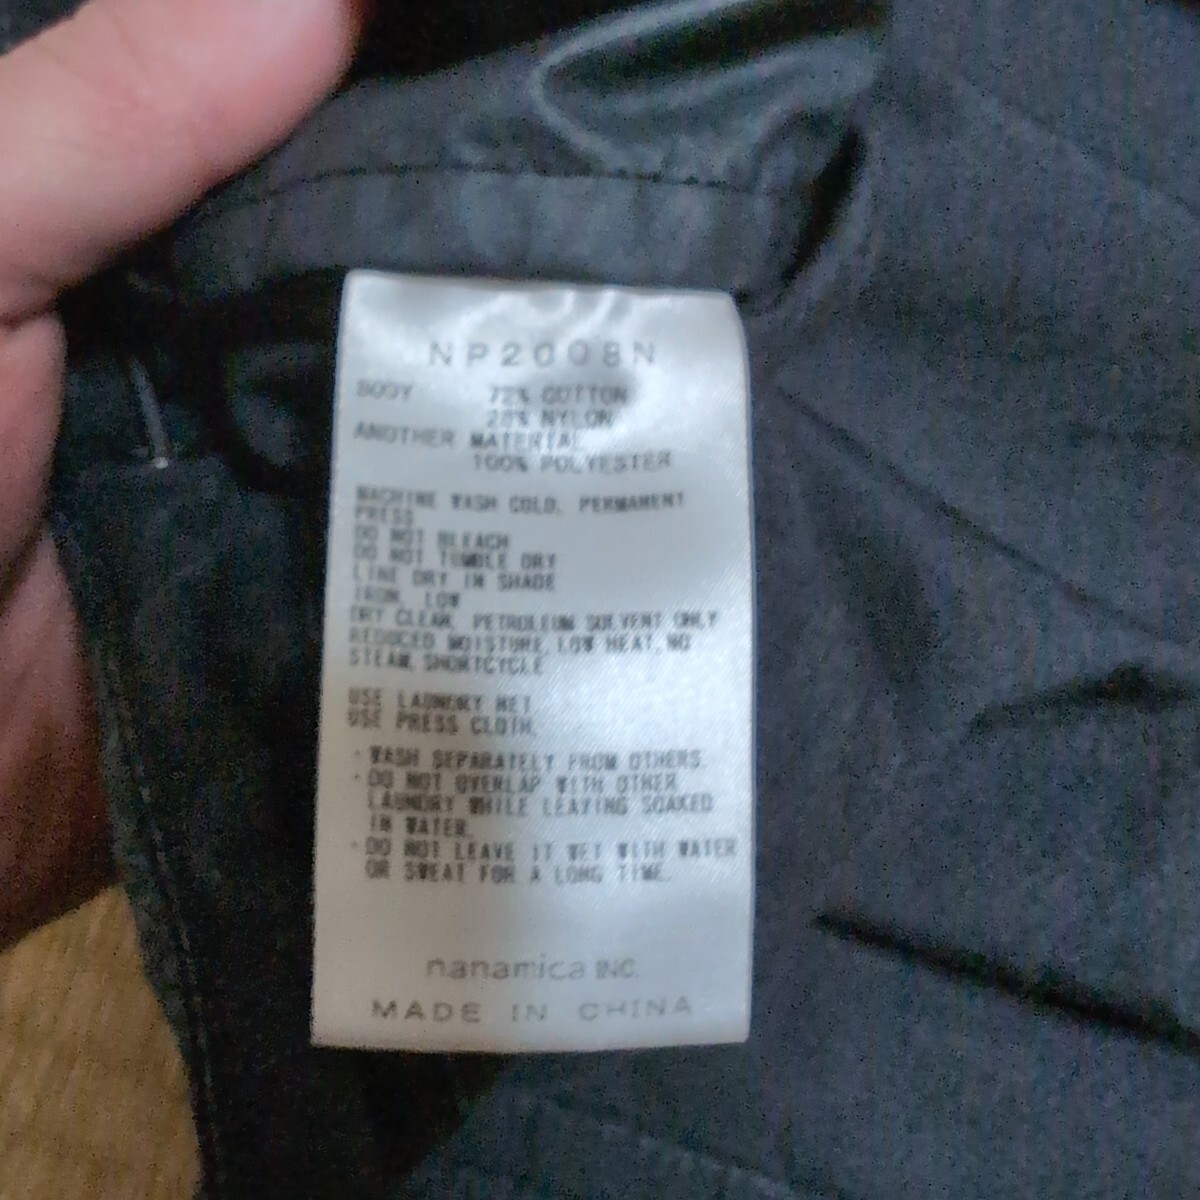 NP2008N
BODY 72% COTTON
28% NYLON
ANOTHER MATERIAL
100% POLYESTER
MACHINE WASH COLD, PERMANENT
PRESS
DO NOT BLEACH
DO NOT TUMBLE DRY
LINE DRY IN SHADE
IRON, LOW
DRY CLEAN, PETROLEUM SOLVENT ONLY
REDUCED MOISTURE, LOW HEAT, NO
STEAM, SHORTCYCLE
USE LAUNDRY NET
USE PRESS CLOTH.
・WASH SEPARATELY FROM OTHERS.
・DO NOT OVERLAP WITH OTHER
LAUNDRY WHILE LEAVING SOAKED
IN WATER.
・DO NOT LEAVE IT WET WITH WATER
OR SWEAT FOR A LONG TIME.
nanamica INC.
MADE IN CHINA